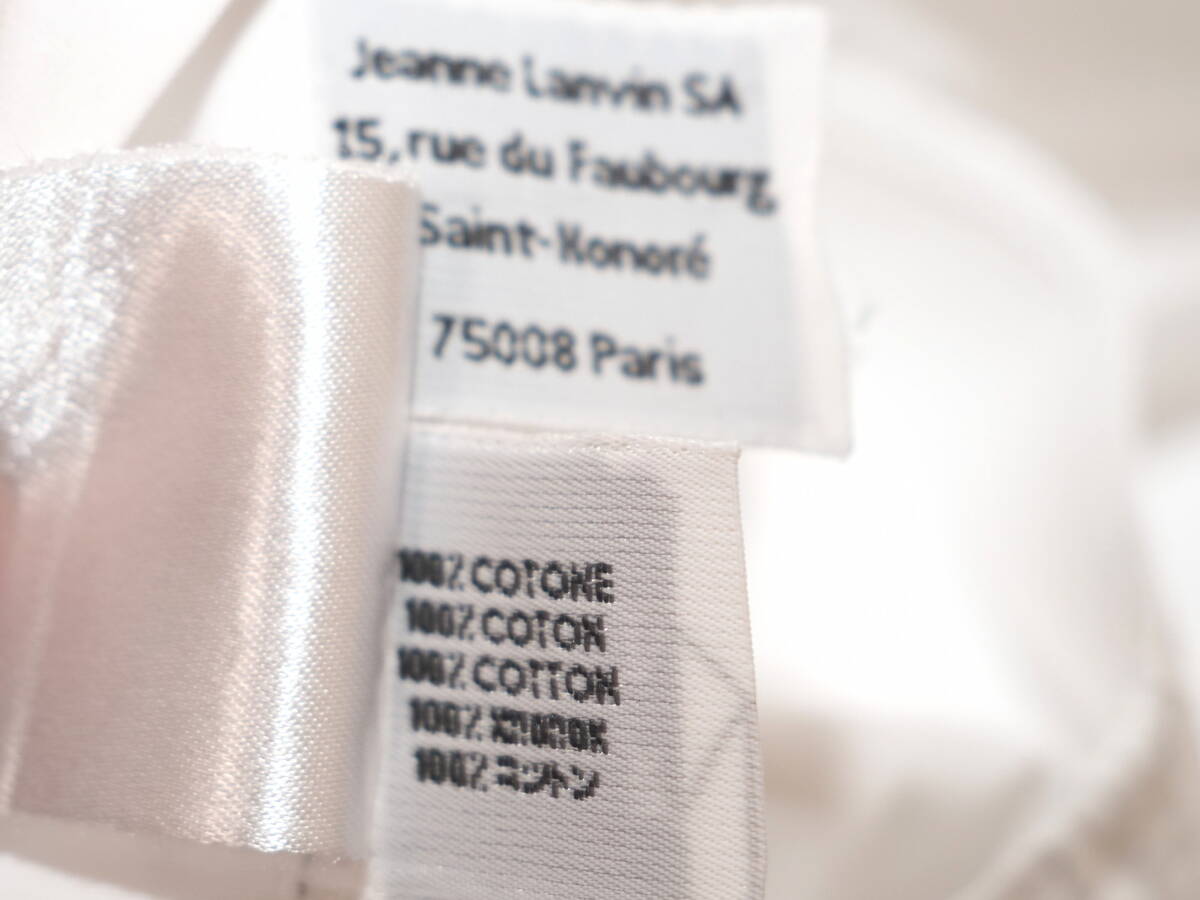 Jeanne Lanvin SA
15, rue du Faubourg
Saint-Honoré
75008 Paris
100% COTONE
100% COTON
100% COTTON
100% ХЛОПОК
100% コットン